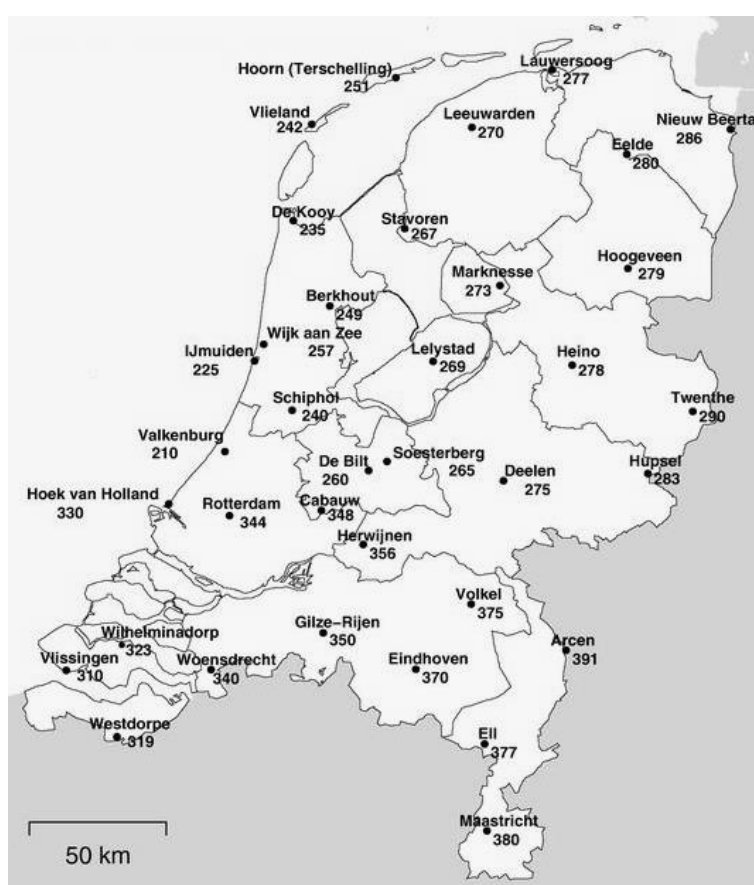 Lauwersoog
277
Hoorn (Terschelling)
251
Vlieland
242
Leeuwarden
270
Nieuw Beerta
286
Eelde
280
De Kooy
235
Stavoren
267
Hoogeveen
279
Marknesse
273
Berkhout
249
Wijk aan Zee
257
IJmuiden
225
Lelystad
269
Heino
278
Schiphol
240
Twenthe
290
Valkenburg
210
De Bilt
260
Soesterberg
265
Deelen
275
Hupsel
283
Hoek van Holland
330
Rotterdam
344
Cabauw
348
Herwijnen
356
Volkel
375
Gilze-Rijen
350
Arcen
391
Wilhelminadorp
323
Vlissingen
310
Woensdrecht
340
Eindhoven
370
Westdorpe
319
Ell
377
Maastricht
380
50 km